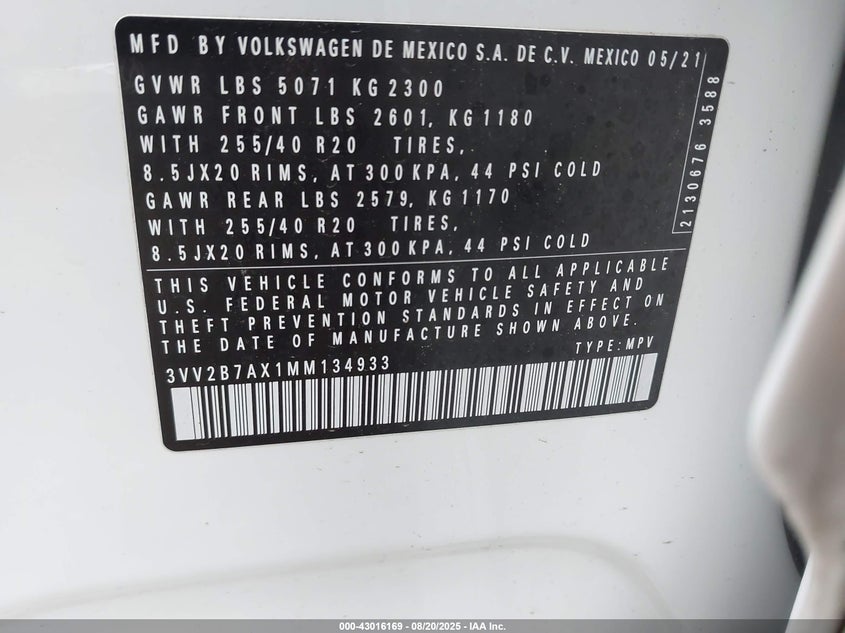 MFD BY VOLKSWAGEN DE MEXICO S.A. DE C.V. MEXICO 05/21
GVWR LBS 5071 KG 2300
GAWR FRONT LBS 2601, KG 1180
WITH 255/40 R20 TIRES,
8.5JX20 RIMS, AT 300 KPA, 44 PSI COLD
GAWR REAR LBS 2579, KG 1170
WITH 255/40 R20 TIRES,
8.5JX20 RIMS, AT 300 KPA, 44 PSI COLD
2130676 3588
THIS VEHICLE CONFORMS TO ALL APPLICABLE
U.S. FEDERAL MOTOR VEHICLE SAFETY AND
THEFT PREVENTION STANDARDS IN EFFECT ON
THE DATE OF MANUFACTURE SHOWN ABOVE.
TYPE: MPV
3VV2B7AX1MM134933
000-43016169 - 08/20/2025 - IAA Inc.